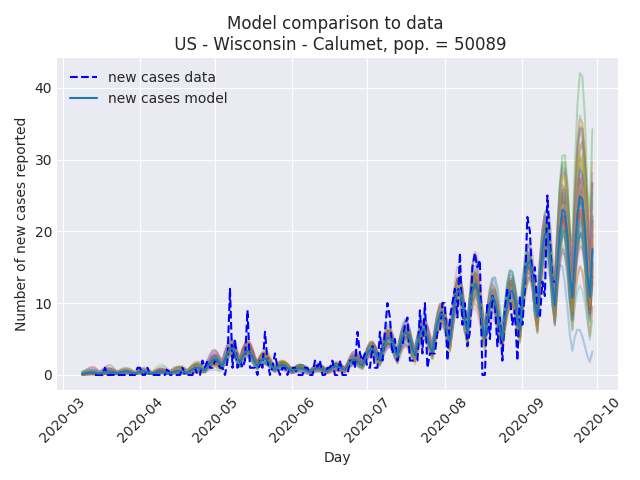 Model comparison to data
US - Wisconsin - Calumet, pop. = 50089
new cases data
new cases model
Number of new cases reported
40
30
20
10
0
2020-03
2020-04
2020-05
2020-06
2020-07
2020-08
2020-09
2020-10
Day